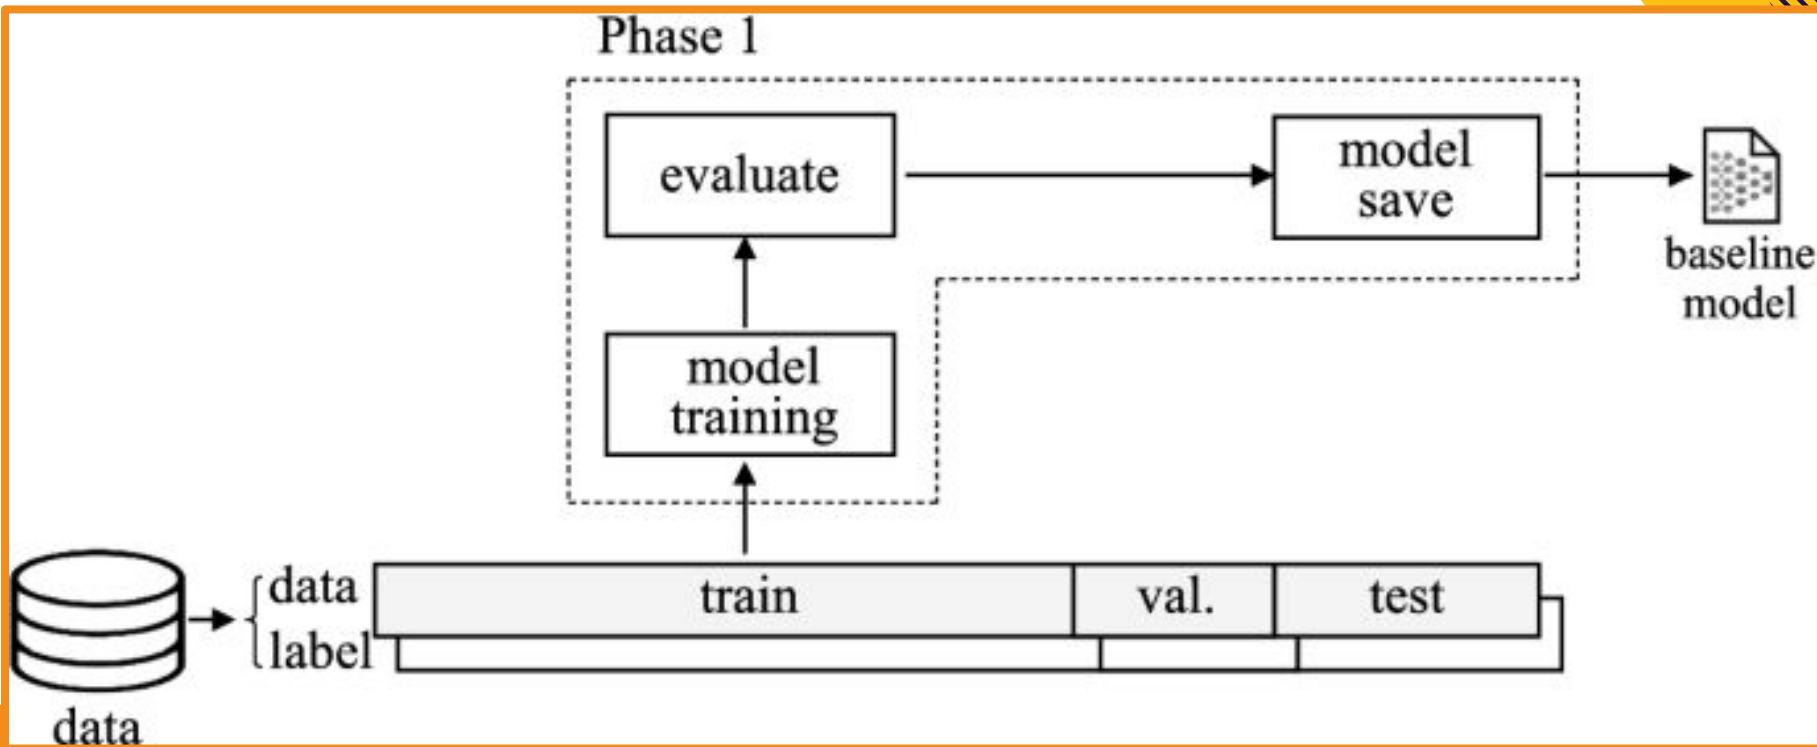 Phase 1
evaluate
model
save
baseline
model
model
training
data
train
val.
test
label
data